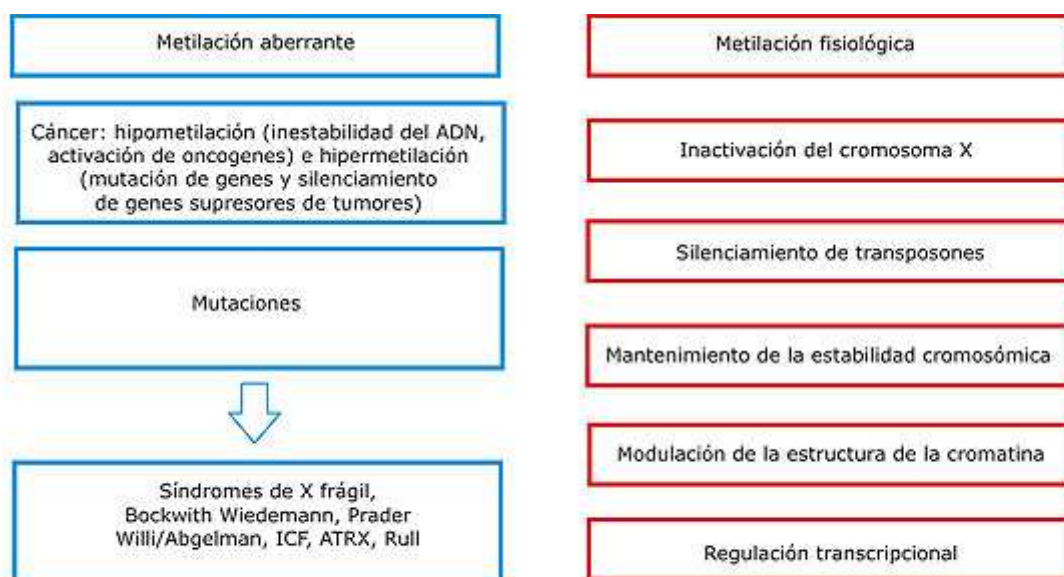 Metilación aberrante
Cáncer: hipometilación (inestabilidad del ADN,
activación de oncogenes) e hipermetilación
(mutación de genes y silenciamiento
de genes supresores de tumores)
Mutaciones
Síndromes de X frágil,
Bockwith Wiedemann, Prader
Willi/Abgelman, ICF, ATRX, Rull
Metilación fisiológica
Inactivación del cromosoma X
Silenciamiento de transposones
Mantenimiento de la estabilidad cromosómica
Modulación de la estructura de la cromatina
Regulación transcripcional